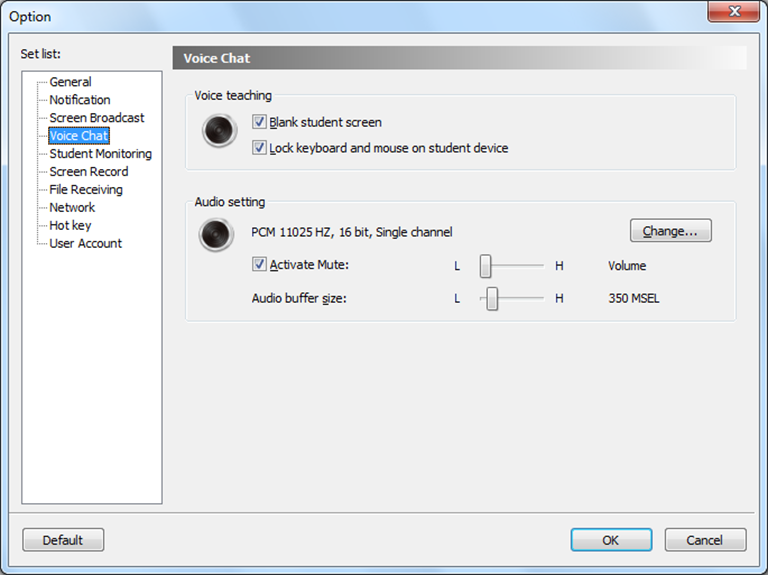 Option
Set list:
General
Notification
Screen Broadcast
Voice Chat
Student Monitoring
Screen Record
File Receiving
Network
Hot key
User Account
Voice Chat
Voice teaching
Blank student screen
Lock keyboard and mouse on student device
Audio setting
PCM 11025 HZ, 16 bit, Single channel
Change...
Activate Mute: L H Volume
Audio buffer size: L H 350 MSEL
Default
OK
Cancel